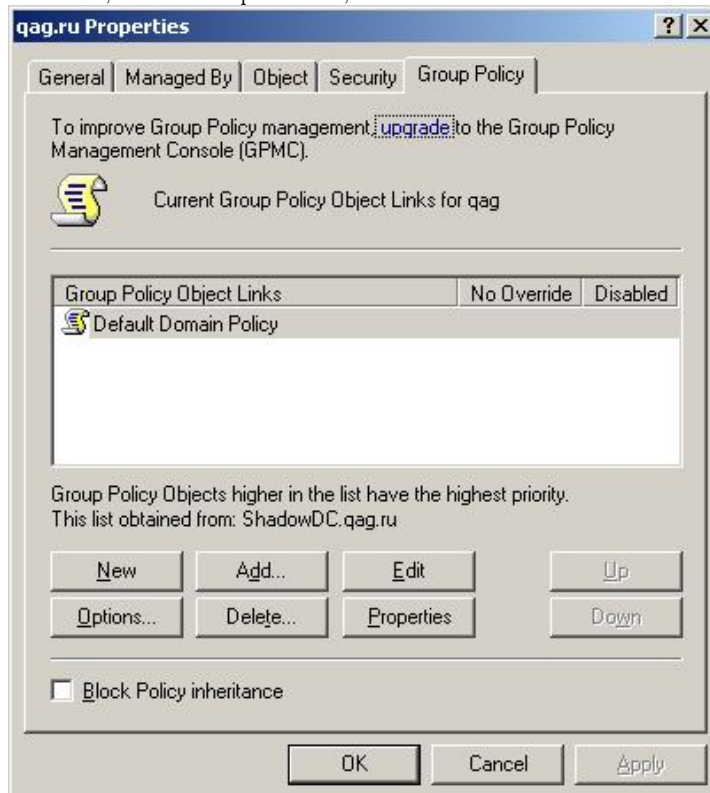 qag.ru Properties
General Managed By Object Security Group Policy
To improve Group Policy management, upgrade to the Group Policy
Management Console (GPMC).
Current Group Policy Object Links for qag
Group Policy Object Links No Override Disabled
Default Domain Policy
Group Policy Objects higher in the list have the highest priority.
This list obtained from: ShadowDC.qag.ru
New Add... Edit Up
Options... Delete... Properties Down
Block Policy inheritance
OK Cancel Apply